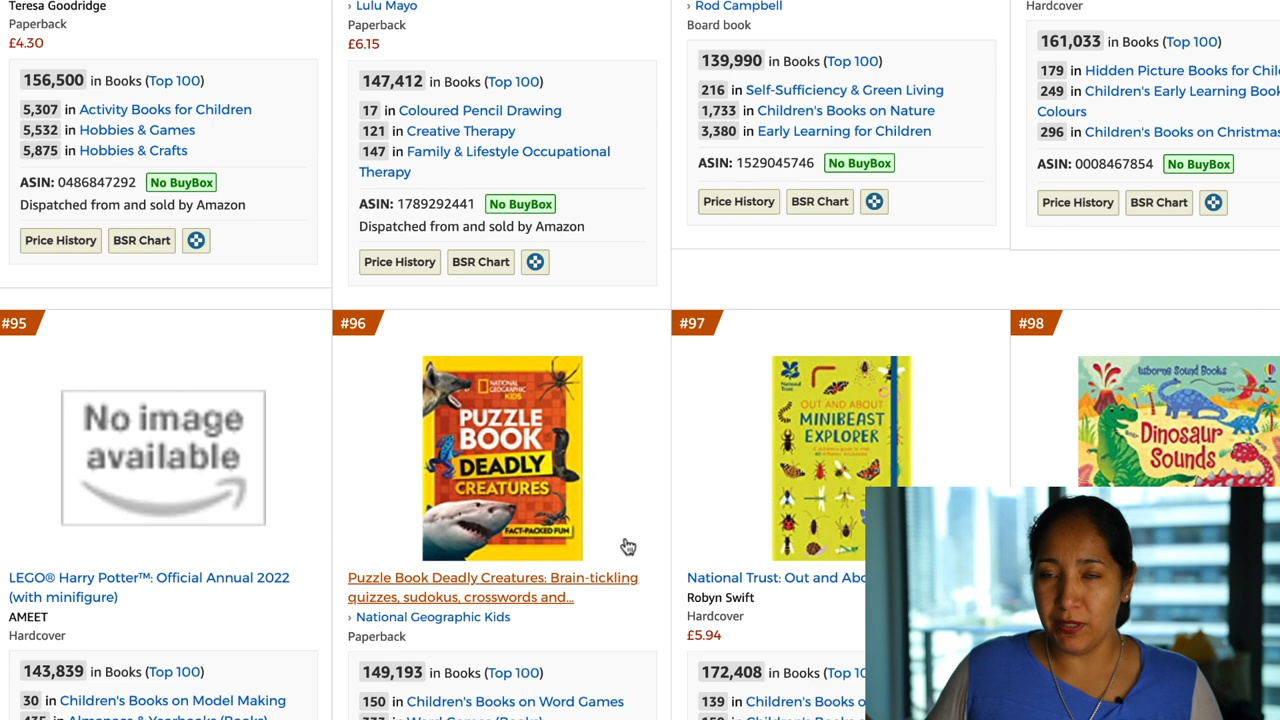 Teresa Goodridge
Paperback
£4.30
156,500 in Books (Top 100)
5,307 in Activity Books for Children
5,532 in Hobbies & Games
5,875 in Hobbies & Crafts
ASIN: 0486847292 No BuyBox
Dispatched from and sold by Amazon
Price History BSR Chart
› Lulu Mayo
Paperback
£6.15
147,412 in Books (Top 100)
17 in Coloured Pencil Drawing
121 in Creative Therapy
147 in Family & Lifestyle Occupational
Therapy
ASIN: 1789292441 No BuyBox
Dispatched from and sold by Amazon
Price History BSR Chart
› Rod Campbell
Board book
139,990 in Books (Top 100)
216 in Self-Sufficiency & Green Living
1,733 in Children's Books on Nature
3,380 in Early Learning for Children
ASIN: 1529045746 No BuyBox
Price History BSR Chart
Hardcover
161,033 in Books (Top 100)
179 in Hidden Picture Books for Chil
249 in Children's Early Learning Book
Colours
296 in Children's Books on Christmas
ASIN: 0008467854 No BuyBox
Price History BSR Chart
#95
No image
available
LEGO® Harry Potter™: Official Annual 2022
(with minifigure)
AMEET
Hardcover
143,839 in Books (Top 100)
30 in Children's Books on Model Making
435 in Almanacs & Yearbooks (Books)
#96
NATIONAL
GEOGRAPHIC
KIDS
PUZZLE
BOOK
DEADLY
CREATURES
FACT-PACKED FUN
Puzzle Book Deadly Creatures: Brain-tickling
quizzes, sudokus, crosswords and...
› National Geographic Kids
Paperback
149,193 in Books (Top 100)
150 in Children's Books on Word Games
333 in Word Games (Books)
#97
National
Trust
OUT AND ABOUT
MINIBEAST
EXPLORER
National Trust: Out and Abo
Robyn Swift
Hardcover
£5.94
172,408 in Books (Top 10
139 in Children's Books o
#98
Usborne Sound Books
Dinosaur
Sounds